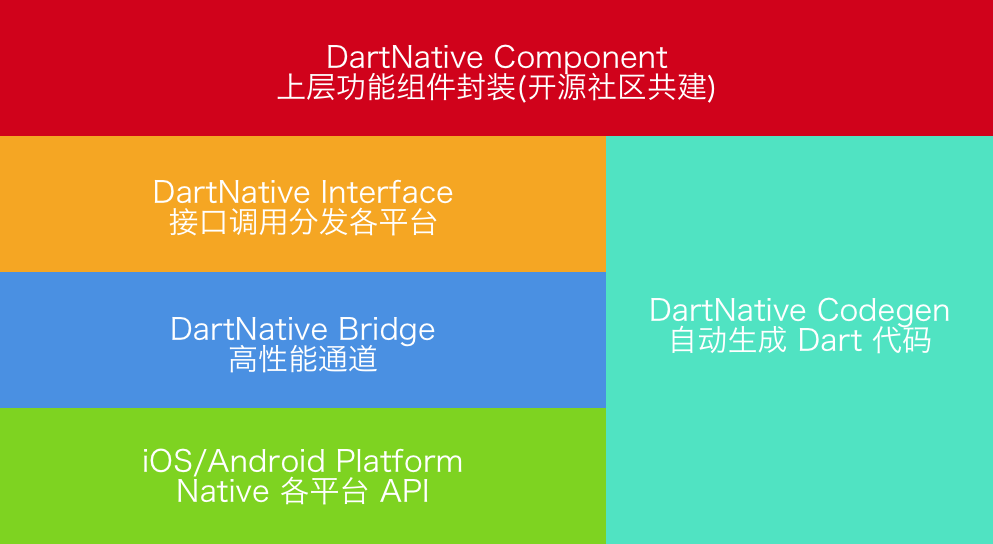 DartNative Component
上层功能组件封装(开源社区共建)
DartNative Interface
接口调用分发各平台
DartNative Bridge
高性能通道
DartNative Codegen
自动生成 Dart 代码
iOS/Android Platform
Native 各平台 API